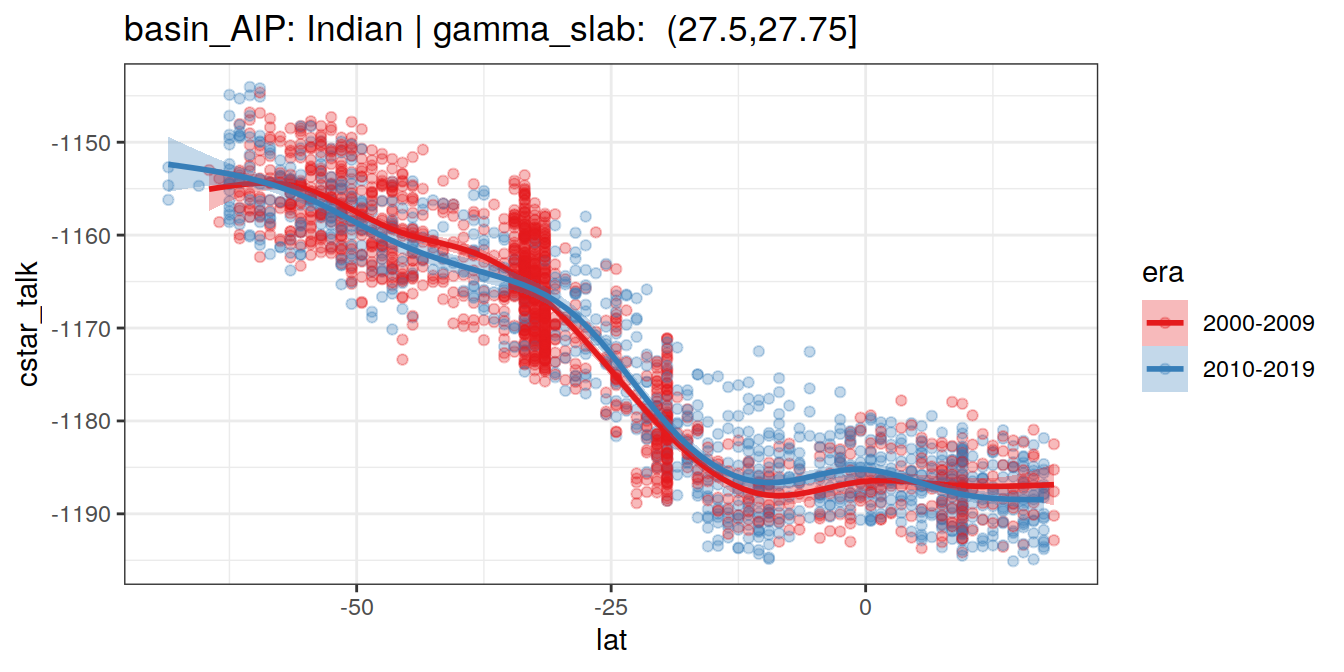 basin_AIP: Indian | gamma_slab:  (27.5,27.75]
cstar_talk
-1150
-1160
-1170
-1180
-1190
-50
-25
0
lat
era
2000-2009
2010-2019